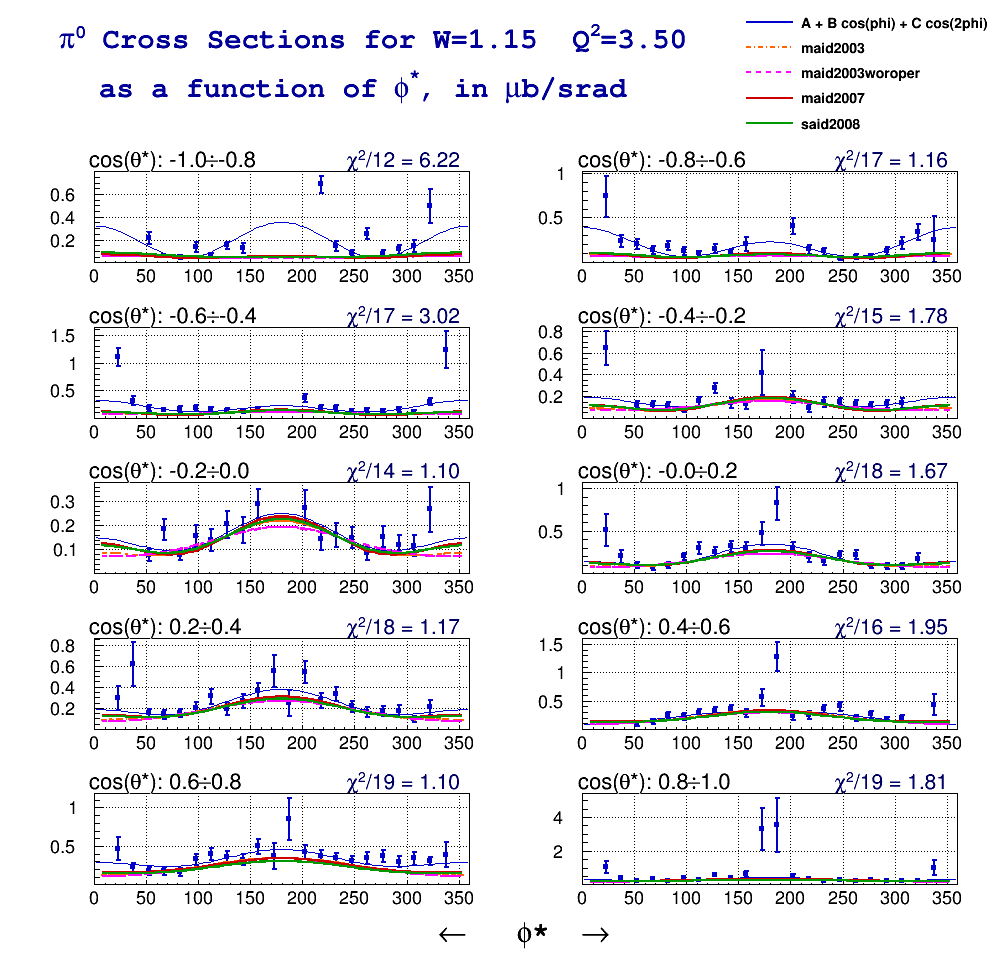 π⁰ Cross Sections for W=1.15 Q²=3.50
as a function of ϕ*, in μb/srad
A + B cos(phi) + C cos(2phi)
maid2003
maid2003woroper
maid2007
said2008
cos(θ*): -1.0÷-0.8 χ²/12 = 6.22
0.6
0.4
0.2
0 50 100 150 200 250 300 350
cos(θ*): -0.8÷-0.6 χ²/17 = 1.16
1
0.5
0 50 100 150 200 250 300 350
cos(θ*): -0.6÷-0.4 χ²/17 = 3.02
1.5
1
0.5
0 50 100 150 200 250 300 350
cos(θ*): -0.4÷-0.2 χ²/15 = 1.78
0.8
0.6
0.4
0.2
0 50 100 150 200 250 300 350
cos(θ*): -0.2÷0.0 χ²/14 = 1.10
0.3
0.2
0.1
0 50 100 150 200 250 300 350
cos(θ*): -0.0÷0.2 χ²/18 = 1.67
1
0.5
0 50 100 150 200 250 300 350
cos(θ*): 0.2÷0.4 χ²/18 = 1.17
0.8
0.6
0.4
0.2
0 50 100 150 200 250 300 350
cos(θ*): 0.4÷0.6 χ²/16 = 1.95
1.5
1
0.5
0 50 100 150 200 250 300 350
cos(θ*): 0.6÷0.8 χ²/19 = 1.10
1
0.5
0 50 100 150 200 250 300 350
cos(θ*): 0.8÷1.0 χ²/19 = 1.81
4
2
0 50 100 150 200 250 300 350
← ϕ* →